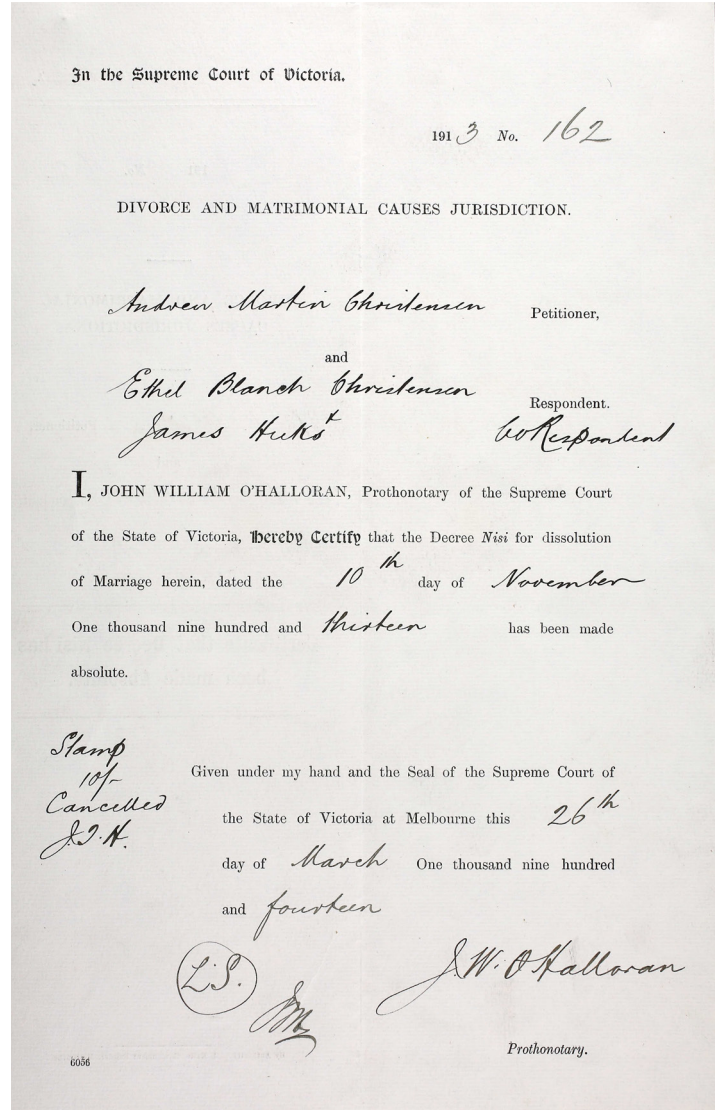 In the Supreme Court of Victoria.
1913 No. 162
DIVORCE AND MATRIMONIAL CAUSES JURISDICTION.
Andrew Martin Christensen Petitioner,
and
Ethel Blanch Christensen Respondent.
James Hicks Co Respondent
I, JOHN WILLIAM O'HALLORAN, Prothonotary of the Supreme Court
of the State of Victoria, Hereby Certify that the Decree Nisi for dissolution
of Marriage herein, dated the 10th day of November
One thousand nine hundred and thirteen has been made
absolute.
Stamp
10/-
Cancelled
J.I.H.
Given under my hand and the Seal of the Supreme Court of
the State of Victoria at Melbourne this 26th
day of March One thousand nine hundred
and fourteen
L.S.
J. W. O'Halloran
Prothonotary.
6056